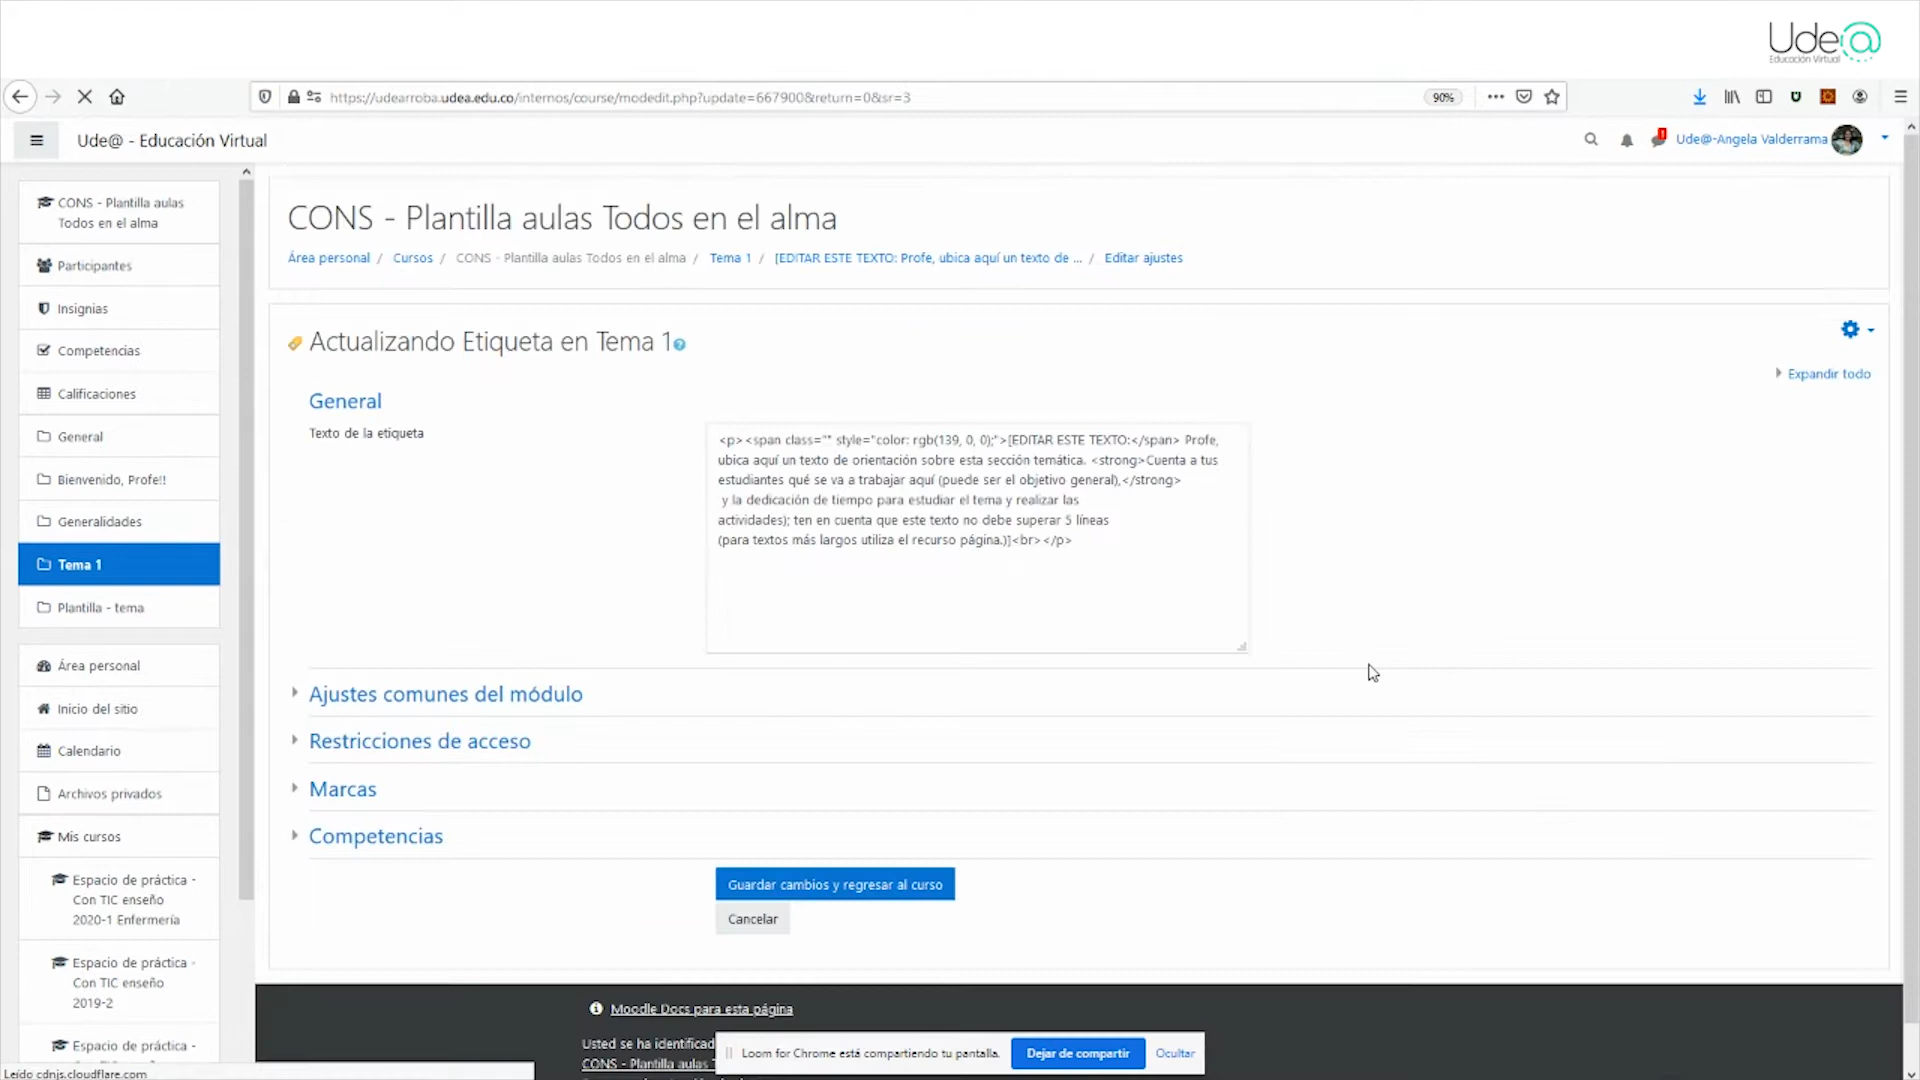 Ude@
Educación Virtual
https://udearroba.udea.edu.co/internos/course/modedit.php?update=667900&return=0&sr=3
90%
Ude@ - Educación Virtual
Ude@-Angela Valderrama
CONS - Plantilla aulas
Todos en el alma
Participantes
Insignias
Competencias
Calificaciones
General
Bienvenido, Profe!!
Generalidades
Tema 1
Plantilla - tema
Área personal
Inicio del sitio
Calendario
Archivos privados
Mis cursos
Espacio de práctica -
Con TIC enseño
2020-1 Enfermería
Espacio de práctica -
Con TIC enseño
2019-2
Espacio de práctica -
CONS - Plantilla aulas Todos en el alma
Área personal / Cursos / CONS - Plantilla aulas Todos en el alma / Tema 1 / [EDITAR ESTE TEXTO: Profe, ubica aquí un texto de ... / Editar ajustes
Actualizando Etiqueta en Tema 1
Expandir todo
General
Texto de la etiqueta
<p><span class="" style="color: rgb(139, 0, 0);">[EDITAR ESTE TEXTO:</span> Profe,
ubica aquí un texto de orientación sobre esta sección temática. <strong>Cuenta a tus
estudiantes qué se va a trabajar aquí (puede ser el objetivo general),</strong>
y la dedicación de tiempo para estudiar el tema y realizar las
actividades); ten en cuenta que este texto no debe superar 5 líneas
(para textos más largos utiliza el recurso página.)]<br></p>
Ajustes comunes del módulo
Restricciones de acceso
Marcas
Competencias
Guardar cambios y regresar al curso
Cancelar
Moodle Docs para esta página
Usted se ha identificad
CONS - Plantilla aulas
Loom for Chrome está compartiendo tu pantalla.
Dejar de compartir
Ocultar
Leído cdnjs.cloudflare.com